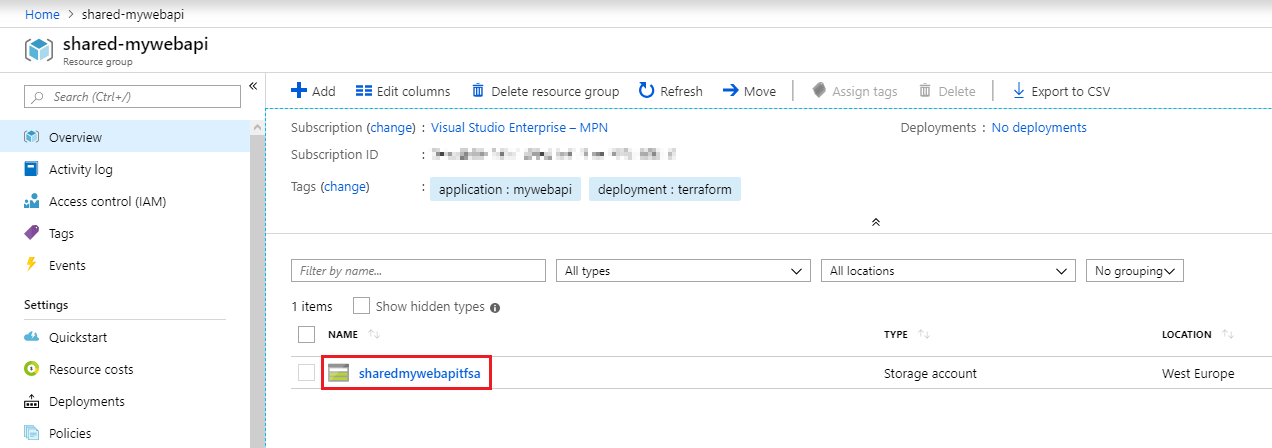 Home > shared-mywebapi
shared-mywebapi
Resource group
Search (Ctrl+/)
«
Overview
Activity log
Access control (IAM)
Tags
Events
Settings
Quickstart
Resource costs
Deployments
Policies
Add Edit columns Delete resource group Refresh Move Assign tags Delete Export to CSV
Subscription (change) : Visual Studio Enterprise – MPN Deployments : No deployments
Subscription ID :
Tags (change) : application : mywebapi deployment : terraform
Filter by name... All types All locations No grouping
1 items Show hidden types
NAME TYPE LOCATION
sharedmywebapitfsa Storage account West Europe